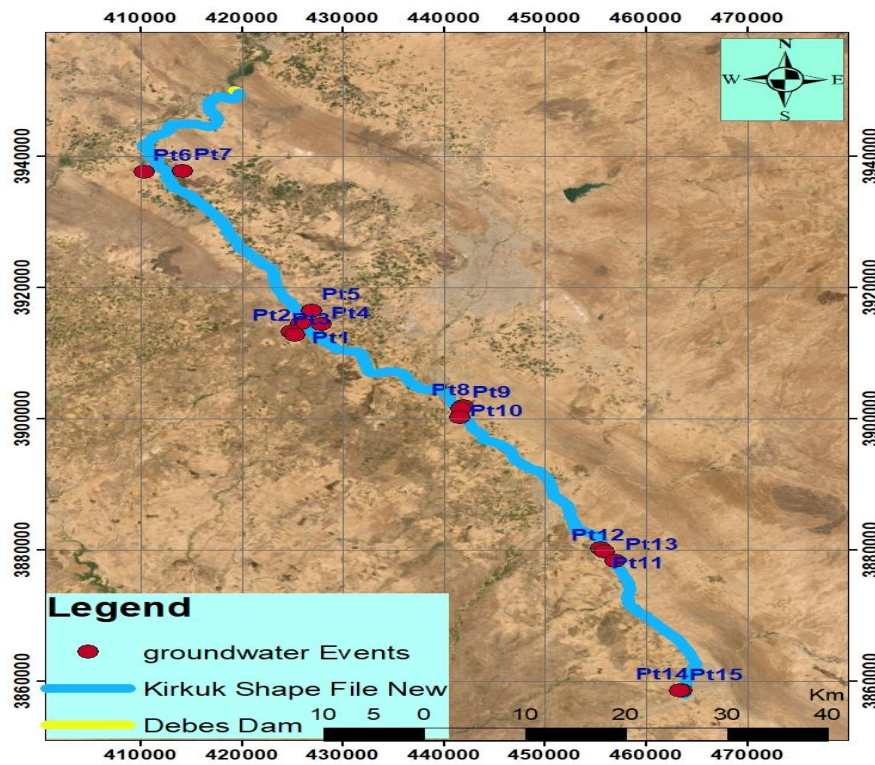 410000 420000 430000 440000 450000 460000 470000
N
W E
S
3940000 3940000
Pt6 Pt7
3920000 3920000
Pt5
Pt2 Pt3 Pt4
Pt1
3900000 3900000
Pt8 Pt9
Pt10
3880000 3880000
Pt12
Pt13
Pt11
3860000 3860000
Pt14 Pt15
Legend
groundwater Events
Kirkuk Shape File New
Debes Dam
Km
10 5 0 10 20 30 40
410000 420000 430000 440000 450000 460000 470000